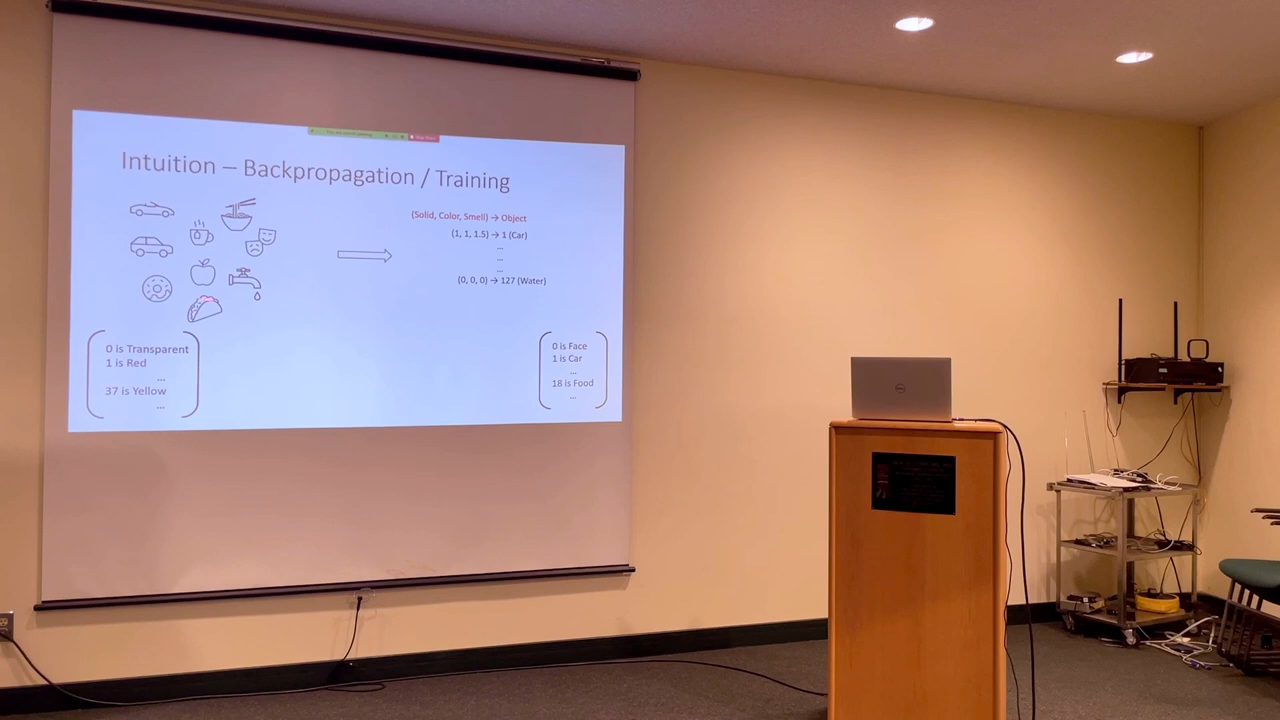 Intuition – Backpropagation / Training
(Solid, Color, Smell) → Object
(1, 1, 1.5) → 1 (Car)
...
...
...
(0, 0, 0) → 127 (Water)
0 is Transparent
1 is Red
...
37 is Yellow
...
0 is Face
1 is Car
...
18 is Food
...
DELL